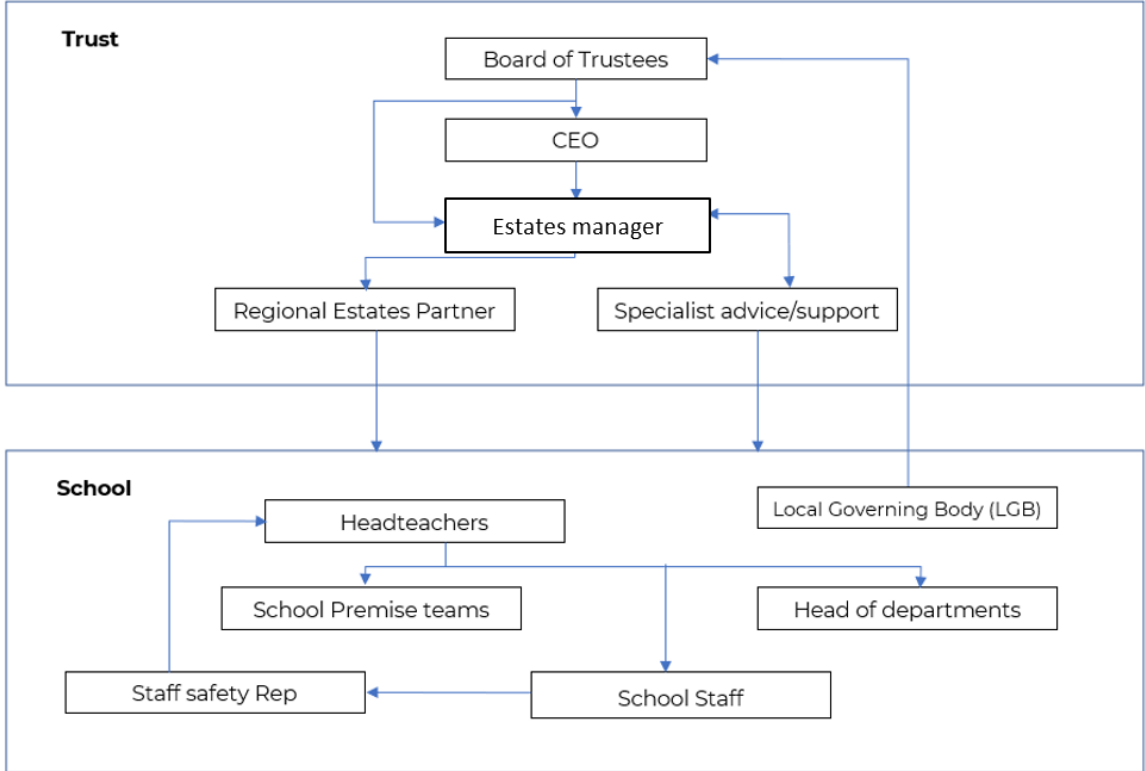 Trust
Board of Trustees
CEO
Estates manager
Regional Estates Partner
Specialist advice/support
School
Headteachers
Local Governing Body (LGB)
School Premise teams
Head of departments
Staff safety Rep
School Staff